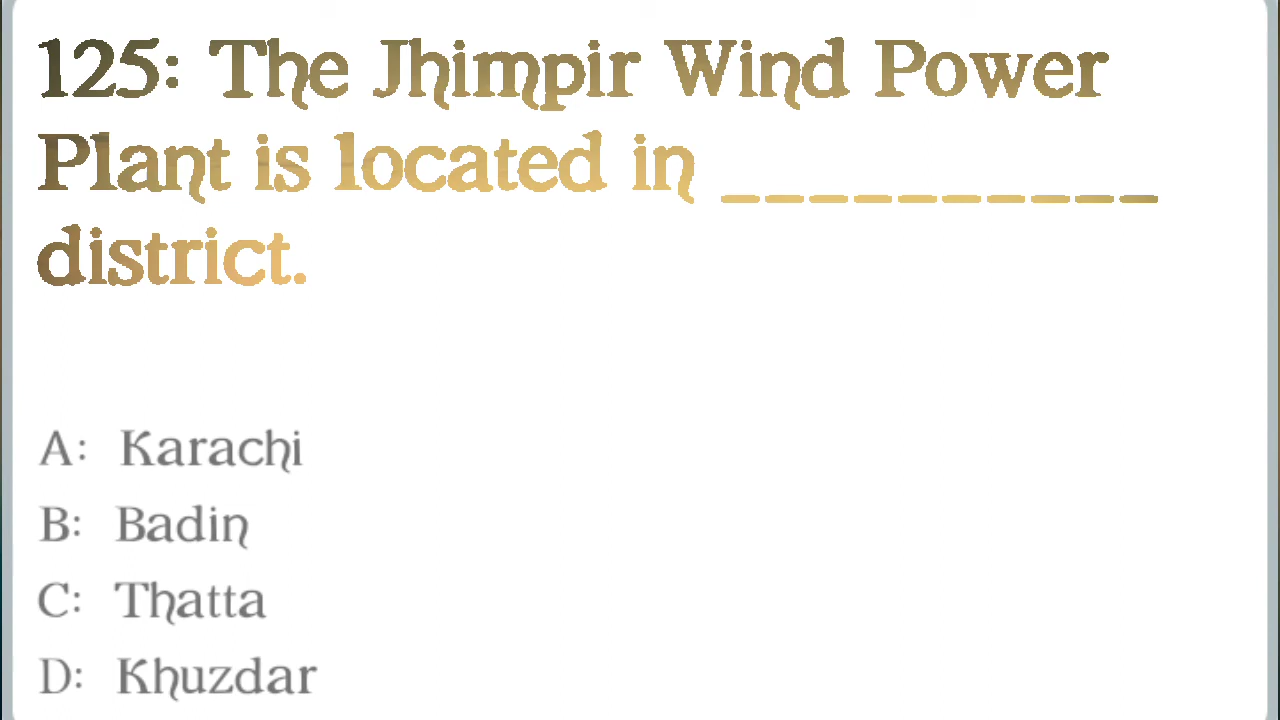 125: The Jhimpir Wind Power
Plant is located in __________
district.
A: Karachi
B: Badin
C: Thatta
D: Khuzdar